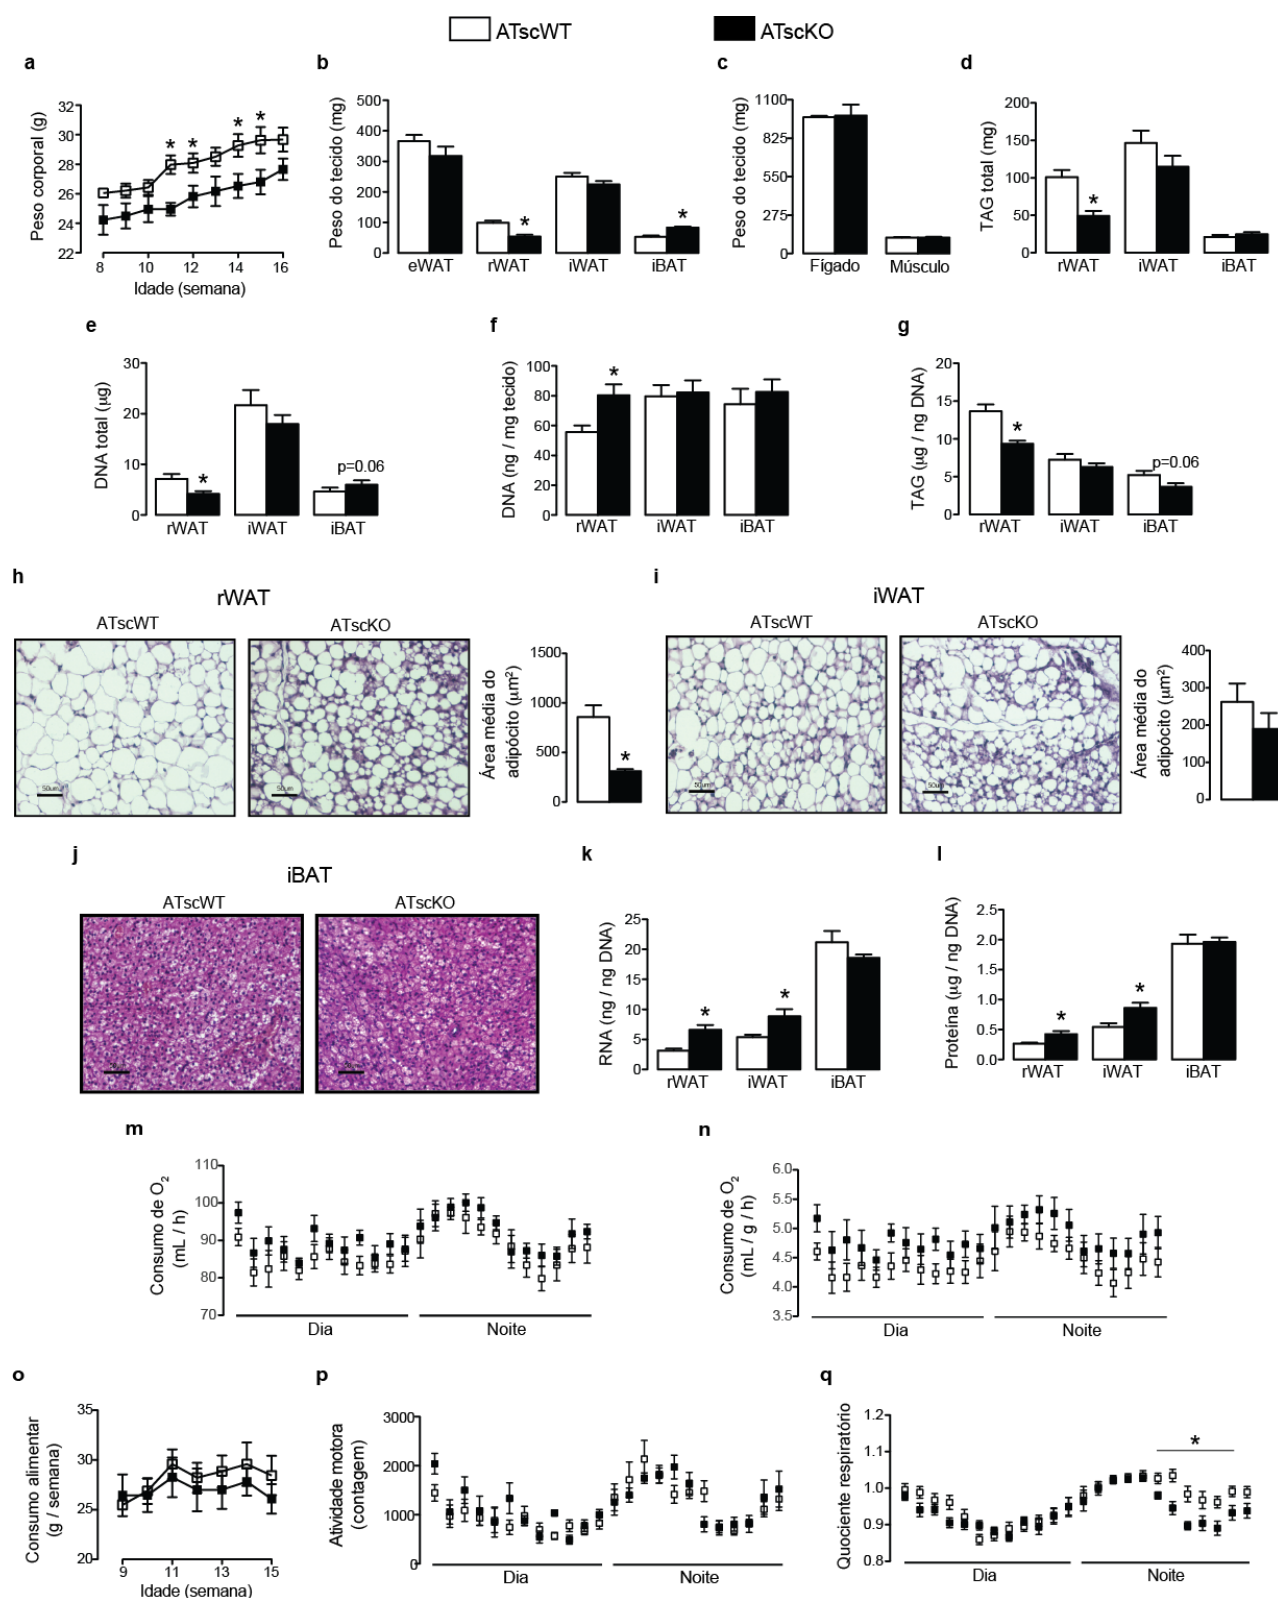 ATscWT ATscKO
a b c d
Peso corporal (g)
32
30
28
26
24
22
* * * *
8 10 12 14 16
Idade (semana)
Peso do tecido (mg)
500
400
300
200
100
0
* *
eWAT rWAT iWAT iBAT
Peso do tecido (mg)
1100
825
550
275
0
Fígado Músculo
TAG total (mg)
200
150
100
50
0
*
rWAT iWAT iBAT
e f g
DNA total (µg)
30
20
10
0
*
p=0.06
rWAT iWAT iBAT
DNA (ng / mg tecido)
100
80
60
40
20
0
*
rWAT iWAT iBAT
TAG (µg / ng DNA)
20
15
10
5
0
*
p=0.06
rWAT iWAT iBAT
h i
rWAT
ATscWT ATscKO
50um 50um
Área média do
adipócito (µm²)
1500
1000
500
0
*
iWAT
ATscWT ATscKO
50um 50um
Área média do
adipócito (µm²)
400
300
200
100
0
j k l
iBAT
ATscWT ATscKO
RNA (ng / ng DNA)
25
20
15
10
5
0
* *
rWAT iWAT iBAT
Proteína (µg / ng DNA)
2.5
2.0
1.5
1.0
0.5
0.0
* *
rWAT iWAT iBAT
m n
Consumo de O₂
(mL / h)
110
100
90
80
70
Dia Noite
Consumo de O₂
(mL / g / h)
6.0
5.5
5.0
4.5
4.0
3.5
Dia Noite
o p q
Consumo alimentar
(g / semana)
35
30
25
20
9 11 13 15
Idade (semana)
Atividade motora
(contagem)
3000
2000
1000
0
Dia Noite
Quociente respiratório
1.2
1.1
1.0
0.9
0.8
*
Dia Noite